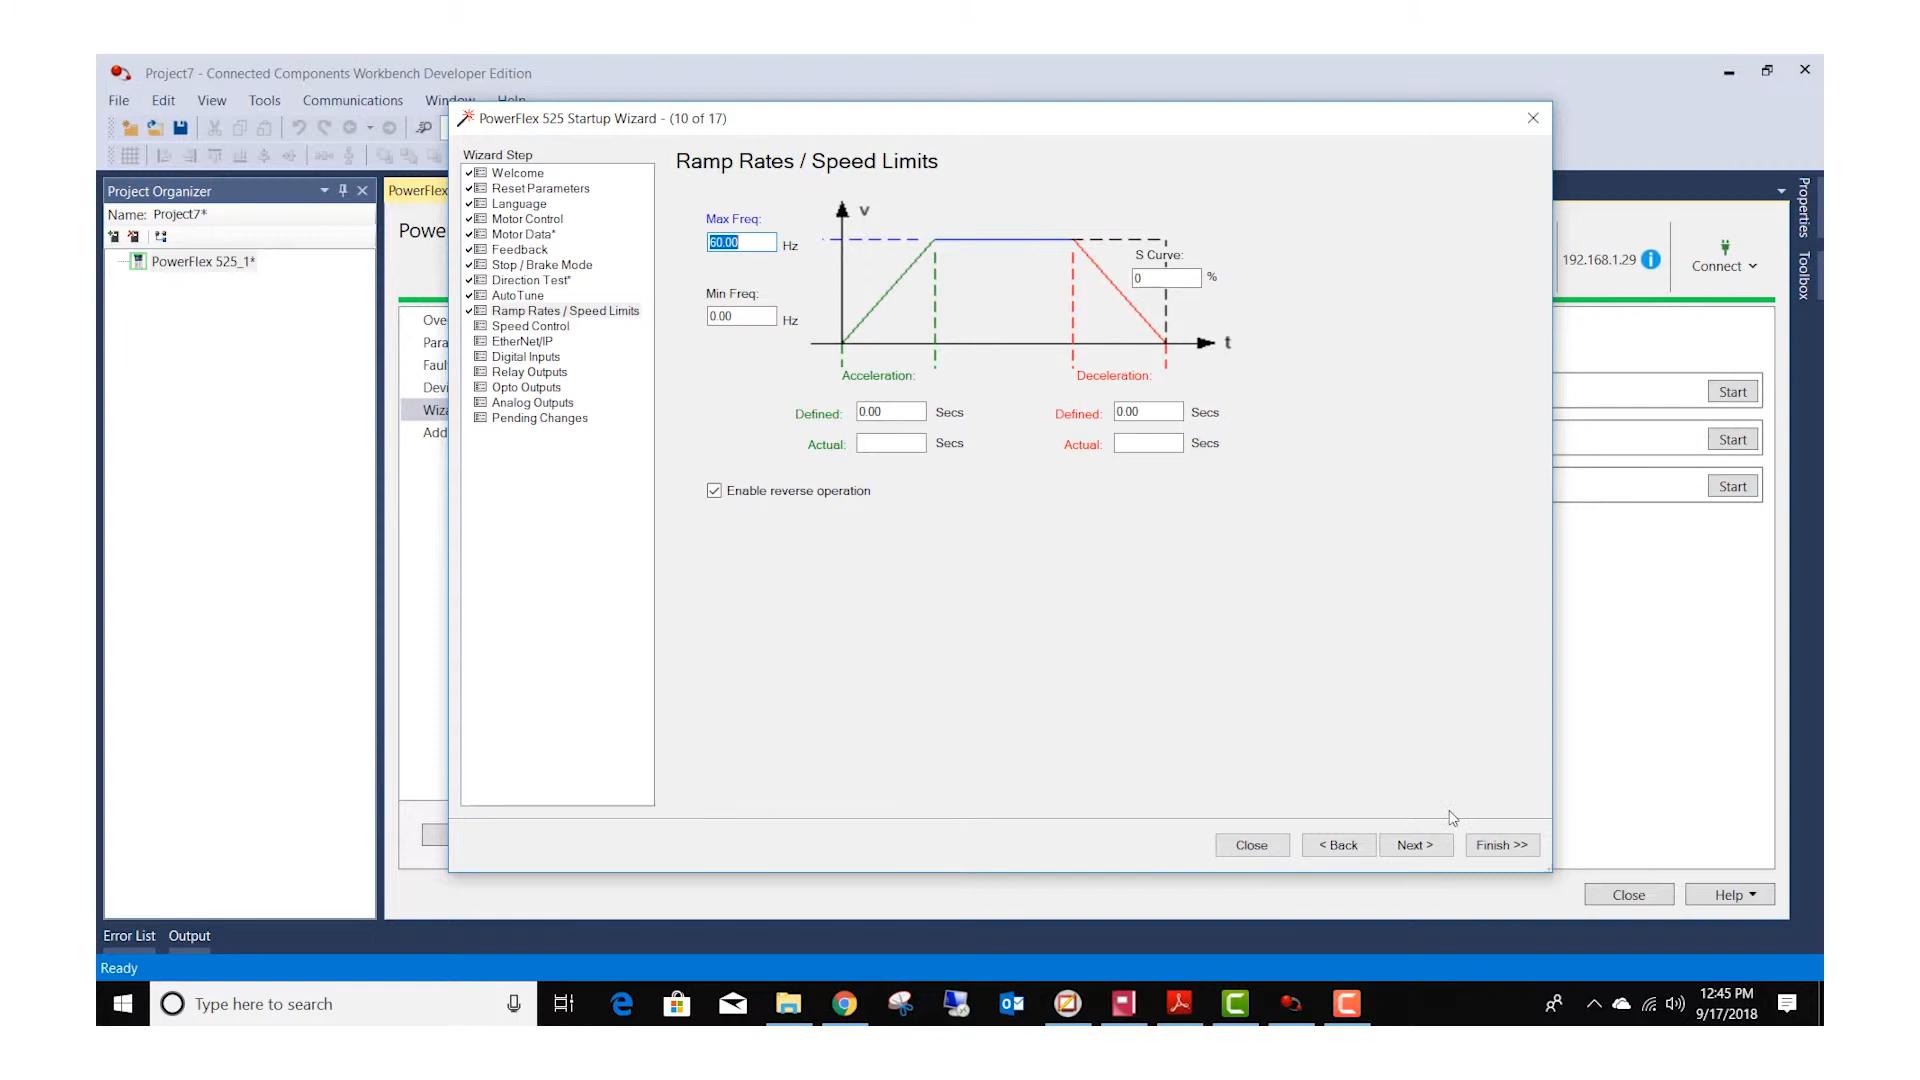 Project7 - Connected Components Workbench Developer Edition
File Edit View Tools Communications Window Help
PowerFlex 525 Startup Wizard - (10 of 17)
Project Organizer
Name: Project7*
PowerFlex 525_1*
PowerFlex
Powe
Ove
Para
Faul
Devi
Wiza
Add
Wizard Step
Welcome
Reset Parameters
Language
Motor Control
Motor Data*
Feedback
Stop / Brake Mode
Direction Test*
AutoTune
Ramp Rates / Speed Limits
Speed Control
EtherNet/IP
Digital Inputs
Relay Outputs
Opto Outputs
Analog Outputs
Pending Changes
Ramp Rates / Speed Limits
Max Freq:
60.00 Hz
Min Freq:
0.00 Hz
v
S Curve:
0 %
t
Acceleration:
Deceleration:
Defined: 0.00 Secs
Defined: 0.00 Secs
Actual: Secs
Actual: Secs
Enable reverse operation
Close < Back Next > Finish >>
192.168.1.29
Connect
Start
Start
Start
Properties
Toolbox
Close Help
Error List Output
Ready
Type here to search
12:45 PM
9/17/2018